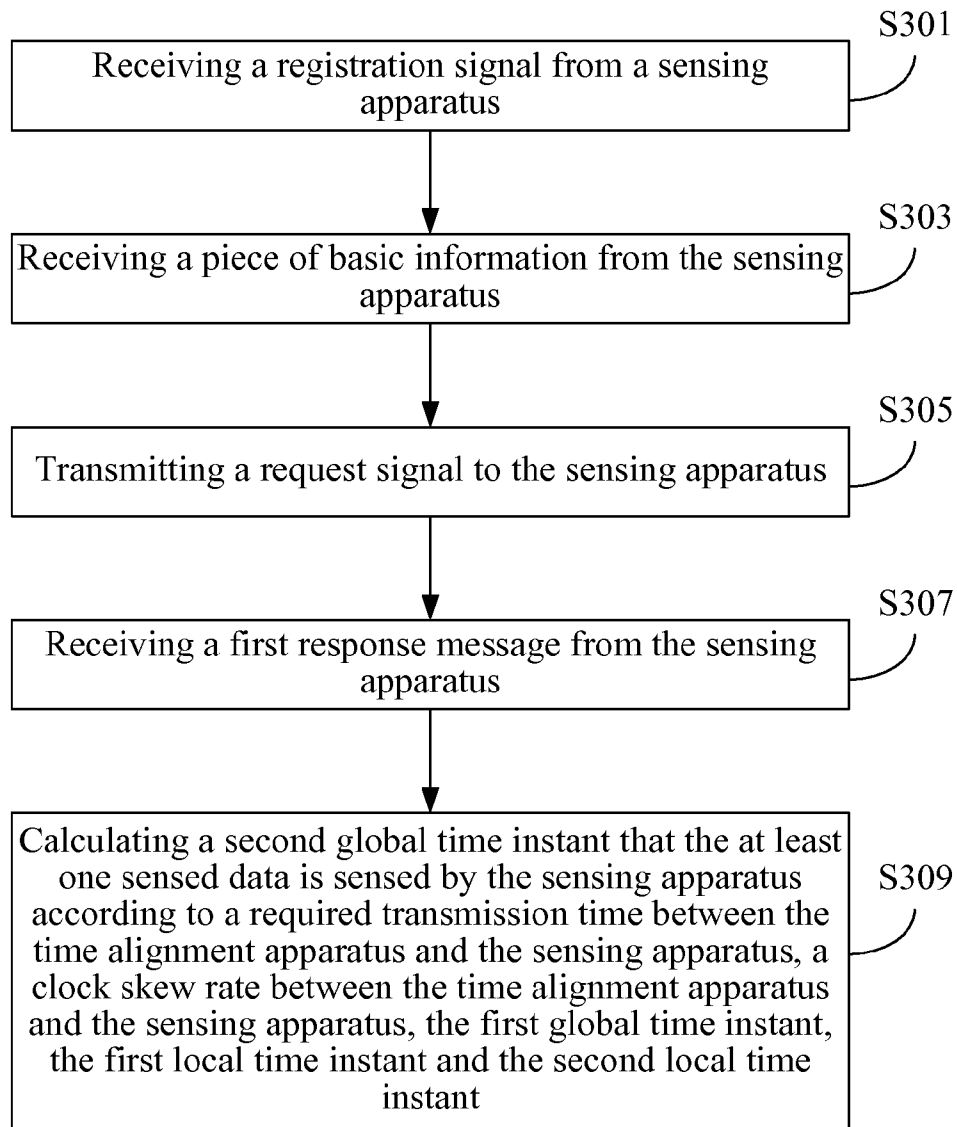 S301
Receiving a registration signal from a sensing
apparatus
S303
Receiving a piece of basic information from the sensing
apparatus
S305
Transmitting a request signal to the sensing apparatus
S307
Receiving a first response message from the sensing
apparatus
S309
Calculating a second global time instant that the at least
one sensed data is sensed by the sensing apparatus
according to a required transmission time between the
time alignment apparatus and the sensing apparatus, a
clock skew rate between the time alignment apparatus
and the sensing apparatus, the first global time instant,
the first local time instant and the second local time
instant